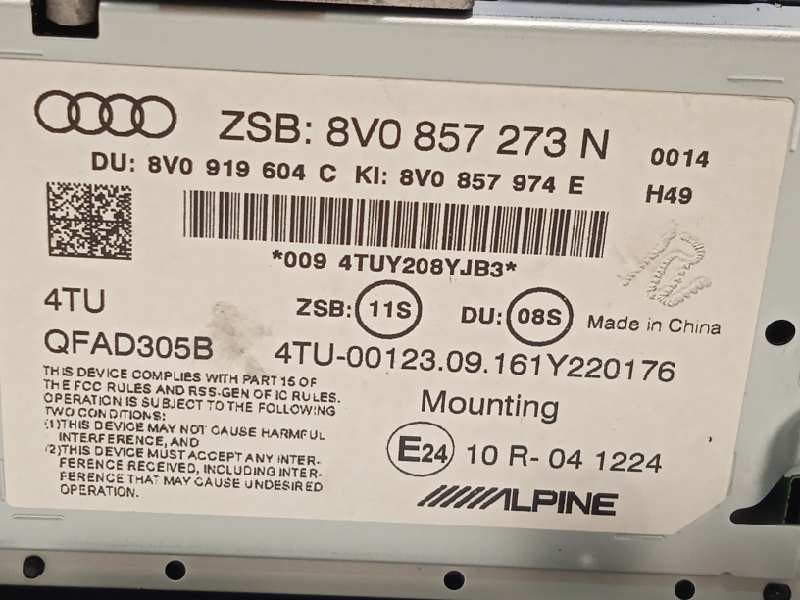 ZSB: 8V0 857 273 N 0014
DU: 8V0 919 604 C KI: 8V0 857 974 E H49
*009 4TUY208YJB3*
4TU ZSB: 11S DU: 08S Made in China
QFAD305B 4TU-00123.09.161Y220176
THIS DEVICE COMPLIES WITH PART 15 OF
THE FCC RULES AND RSS-GEN OF IC RULES.
OPERATION IS SUBJECT TO THE FOLLOWING
TWO CONDITIONS:
(1)THIS DEVICE MAY NOT CAUSE HARMFUL
INTERFERENCE, AND
(2)THIS DEVICE MUST ACCEPT ANY INTER-
FERENCE RECEIVED, INCLUDING INTER-
FERENCE THAT MAY CAUSE UNDESIRED
OPERATION.
Mounting
E24 10 R- 04 1224
ALPINE